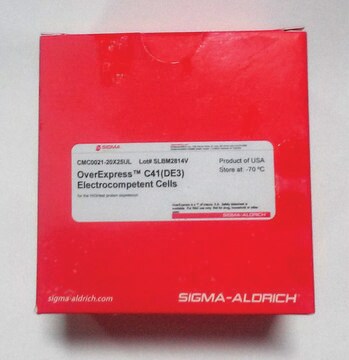 SIGMA
CMC0021-20X25UL Lot# SLBM2814V
Product of USA
OverExpress™ C41(DE3)
Store at -70 ºC
Electrocompetent Cells
SIGMA-ALDRICH
sigma-aldrich.com
SIGMA-ALDRICH®